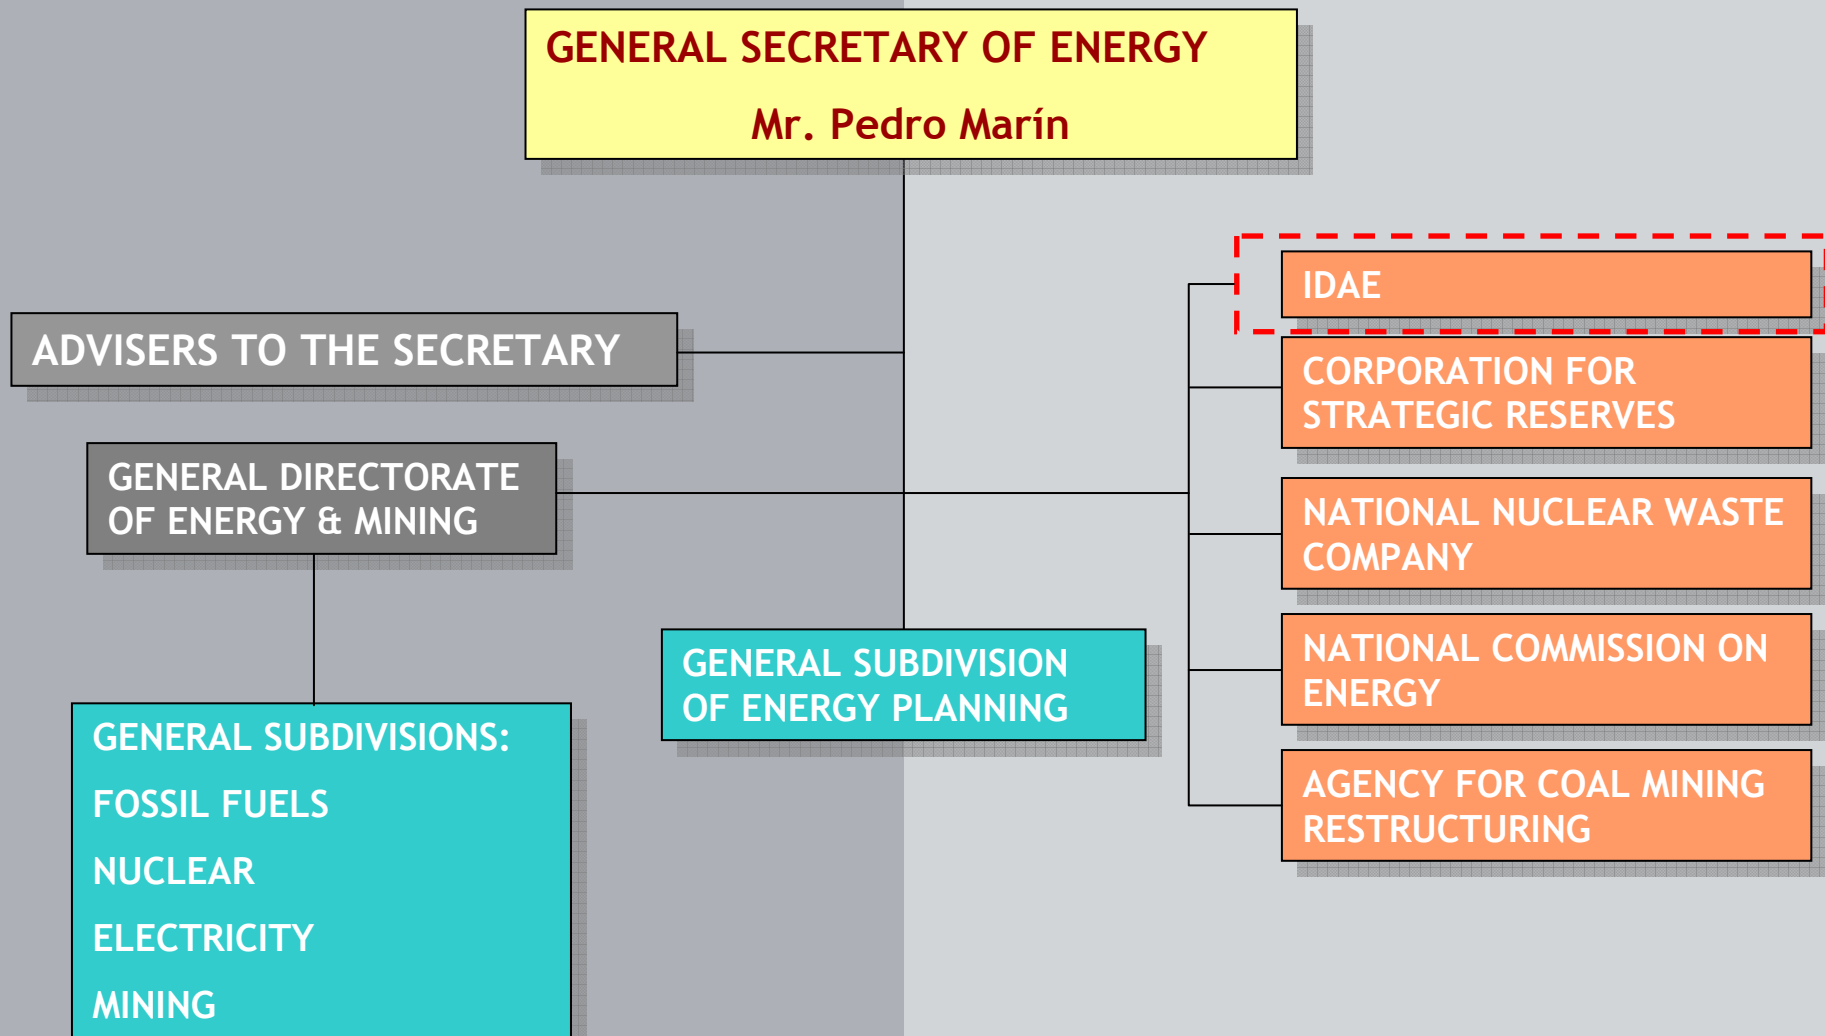 GENERAL SECRETARY OF ENERGY
Mr. Pedro Marín
IDAE
ADVISERS TO THE SECRETARY
CORPORATION FOR
STRATEGIC RESERVES
GENERAL DIRECTORATE
OF ENERGY & MINING
NATIONAL NUCLEAR WASTE
COMPANY
GENERAL SUBDIVISION
OF ENERGY PLANNING
NATIONAL COMMISSION ON
ENERGY
GENERAL SUBDIVISIONS:
FOSSIL FUELS
NUCLEAR
ELECTRICITY
MINING
AGENCY FOR COAL MINING
RESTRUCTURING